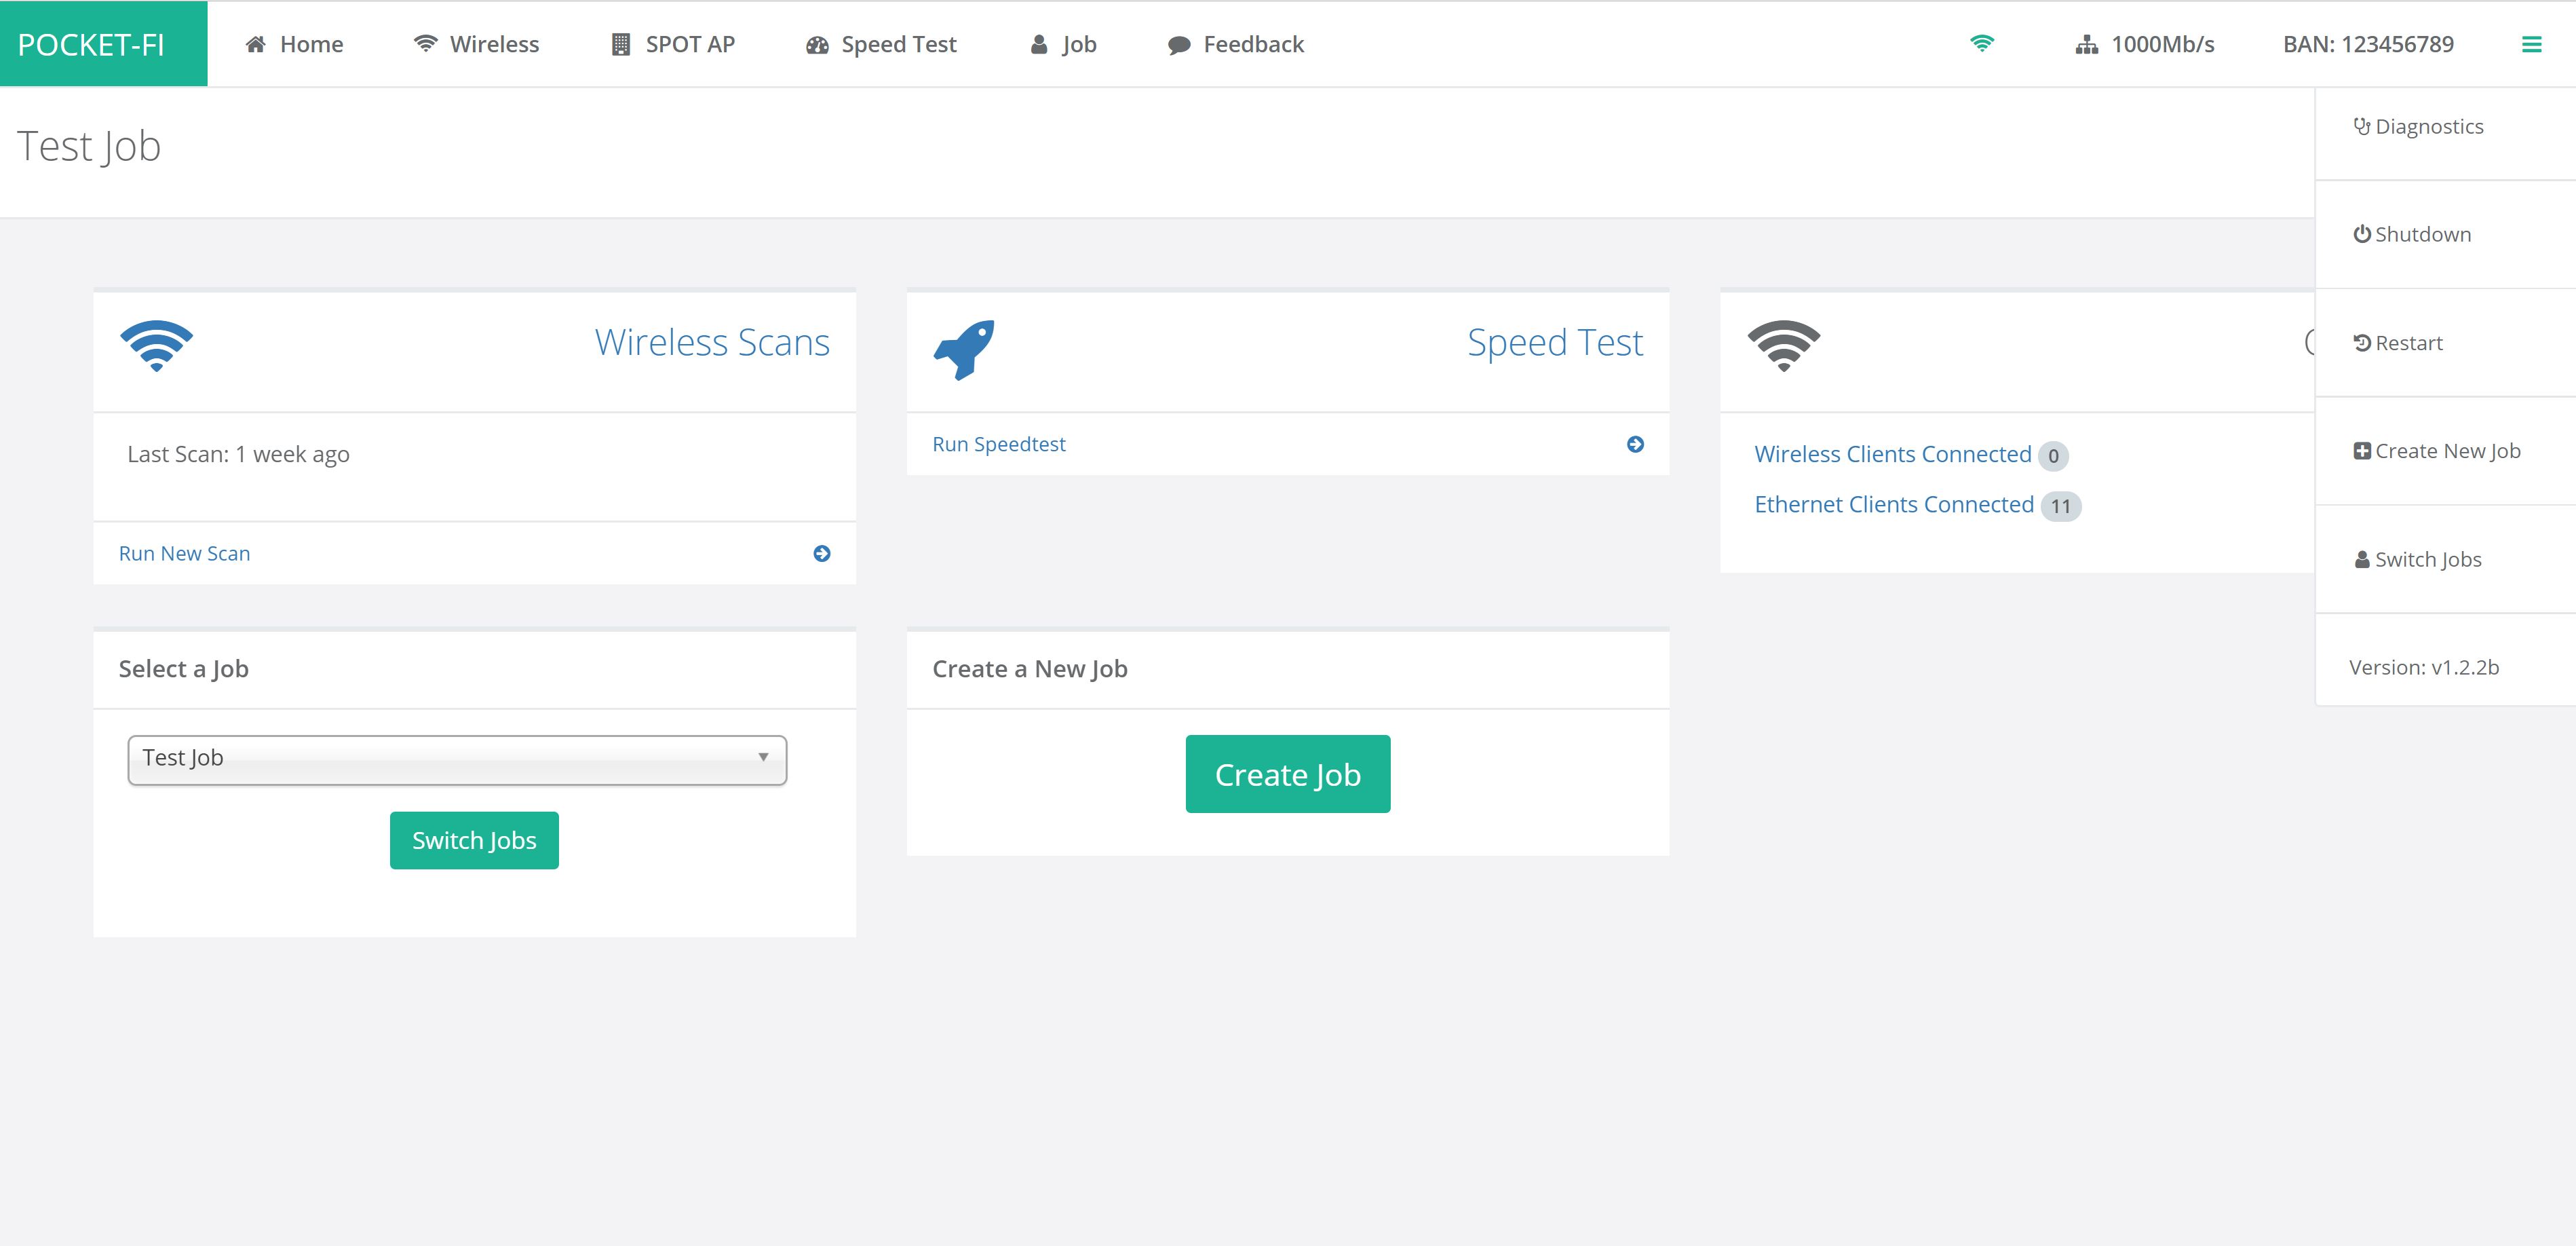 POCKET-FI Home Wireless SPOT AP Speed Test Job Feedback 1000Mb/s BAN: 123456789
Test Job
Diagnostics
Shutdown
Restart
Create New Job
Switch Jobs
Version: v1.2.2b
Wireless Scans
Last Scan: 1 week ago
Run New Scan
Speed Test
Run Speedtest
Wireless Clients Connected 0
Ethernet Clients Connected 11
Select a Job
Test Job
Switch Jobs
Create a New Job
Create Job